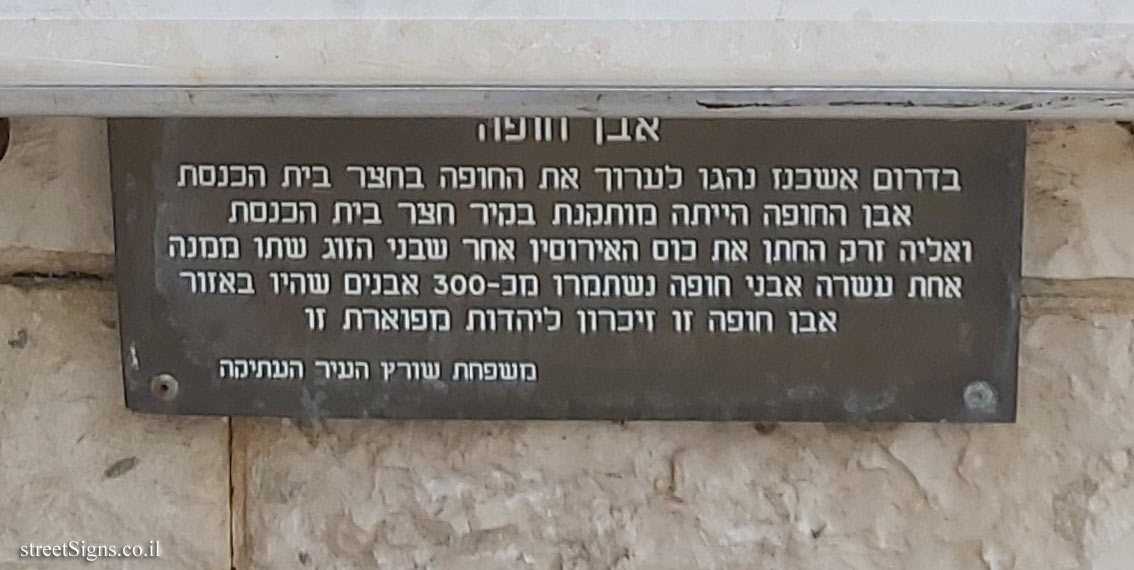 אבן חופה
בדרום אשכנז נהגו לערוך את החופה בחצר בית הכנסת
אבן החופה הייתה מותקנת בקיר חצר בית הכנסת
ואליה זרק החתן את כוס האירוסין אחר שבני הזוג שתו ממנה
אחת עשרה אבני חופה נשתמרו מכ-300 אבנים שהיו באזור
אבן חופה זו זיכרון ליהדות מפוארת זו
משפחת שורץ העיר העתיקה
streetSigns.co.il